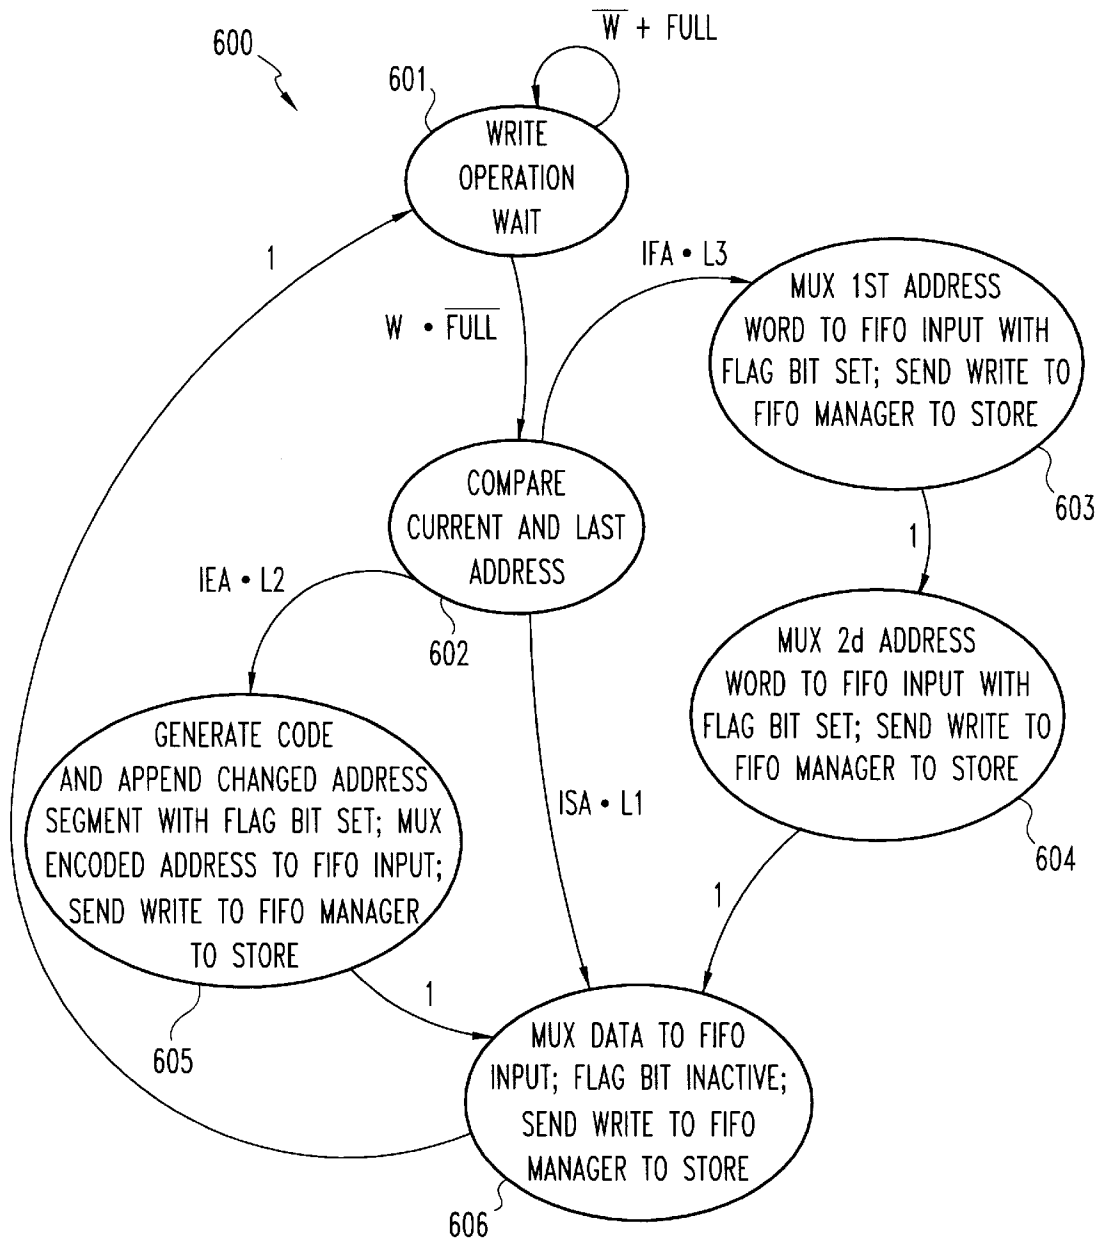 W̅ + FULL
600
601
WRITE
OPERATION
WAIT
1
IFA • L3
W • F̅U̅L̅L̅
MUX 1ST ADDRESS
WORD TO FIFO INPUT WITH
FLAG BIT SET; SEND WRITE TO
FIFO MANAGER TO STORE
603
COMPARE
CURRENT AND LAST
ADDRESS
602
1
IEA • L2
MUX 2d ADDRESS
WORD TO FIFO INPUT WITH
FLAG BIT SET; SEND WRITE TO
FIFO MANAGER TO STORE
604
GENERATE CODE
AND APPEND CHANGED ADDRESS
SEGMENT WITH FLAG BIT SET; MUX
ENCODED ADDRESS TO FIFO INPUT;
SEND WRITE TO FIFO MANAGER
TO STORE
605
ISA • L1
1
1
MUX DATA TO FIFO
INPUT; FLAG BIT INACTIVE;
SEND WRITE TO FIFO
MANAGER TO STORE
606